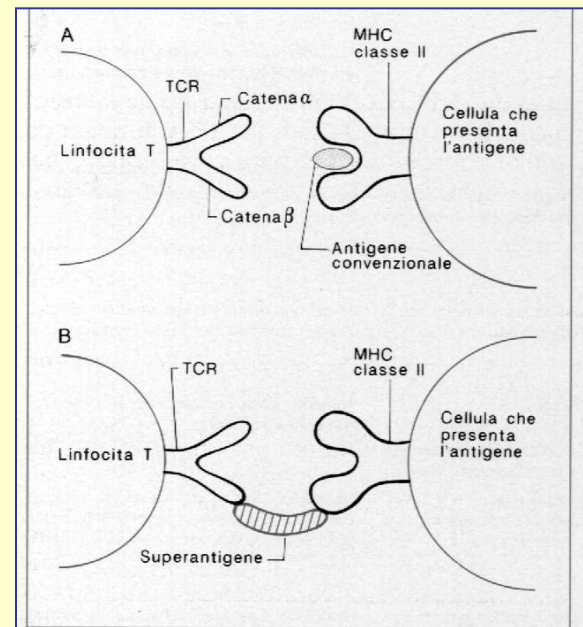 A
MHC
classe II
TCR
Catena α
Linfocita T
Cellula che
presenta
l'antigene
Catena β
Antigene
convenzionale
B
TCR
MHC
classe II
Linfocita T
Cellula che
presenta
l'antigene
Superantigene